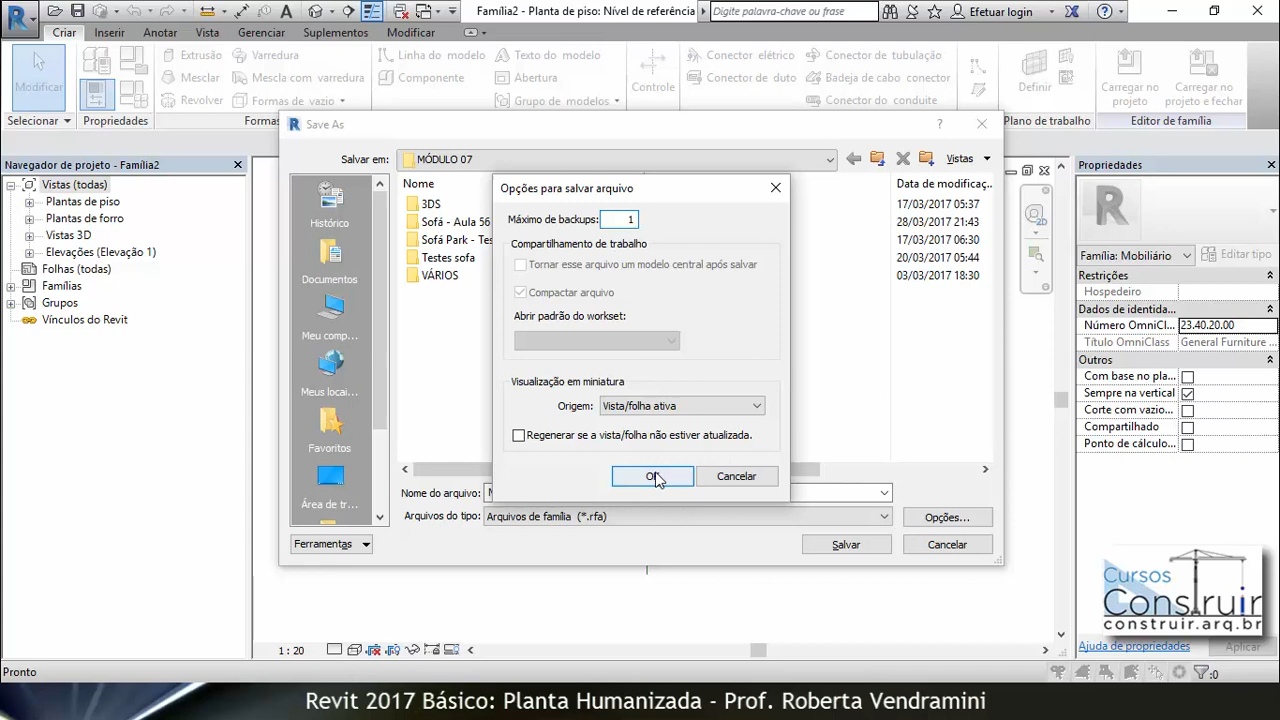 Família2 - Planta de piso: Nível de referência
Digite palavra-chave ou frase
Efetuar login
Criar Inserir Anotar Vista Gerenciar Suplementos Modificar
Modificar
Extrusão
Mesclar
Revolver
Varredura
Mescla com varredura
Formas de vazio
Linha do modelo
Componente
Texto do modelo
Abertura
Grupo de modelos
Controle
Conector elétrico
Conector de duto
Conector de tubulação
Badeja de cabo conector
Conector do conduite
Definir
Carregar no projeto
Carregar no projeto e fechar
Selecionar
Propriedades
Plano de trabalho
Editor de família
Navegador de projeto - Família2
Vistas (todas)
Plantas de piso
Plantas de forro
Vistas 3D
Elevações (Elevação 1)
Folhas (todas)
Famílias
Grupos
Vínculos do Revit
Save As
Salvar em:
MÓDULO 07
Vistas
Histórico
Documentos
Meu comp...
Meus locai...
Favoritos
Área de tr...
Nome
3DS
Sofá - Aula 56
Sofá Park - Tes
Testes sofa
VÁRIOS
Data de modificaç...
17/03/2017 05:37
28/03/2017 21:43
17/03/2017 06:30
20/03/2017 05:44
03/03/2017 18:30
Opções para salvar arquivo
Máximo de backups: 1
Compartilhamento de trabalho
Tornar esse arquivo um modelo central após salvar
Compactar arquivo
Abrir padrão do workset:
Visualização em miniatura
Origem: Vista/folha ativa
Regenerar se a vista/folha não estiver atualizada.
OK
Cancelar
Nome do arquivo:
Arquivos do tipo: Arquivos de família (*.rfa)
Opções...
Ferramentas
Salvar
Cancelar
Propriedades
Família: Mobiliário
Editar tipo
Restrições
Hospedeiro
Dados de identida...
Número OmniCl... 23.40.20.00
Título OmniClass General Furniture ...
Outros
Com base no pla...
Sempre na vertical
Corte com vazio...
Compartilhado
Ponto de cálculo...
Ajuda de propriedades
Aplicar
Cursos
Construir
construir.arq.br
1 : 20
Pronto
:0
Revit 2017 Básico: Planta Humanizada - Prof. Roberta Vendramini